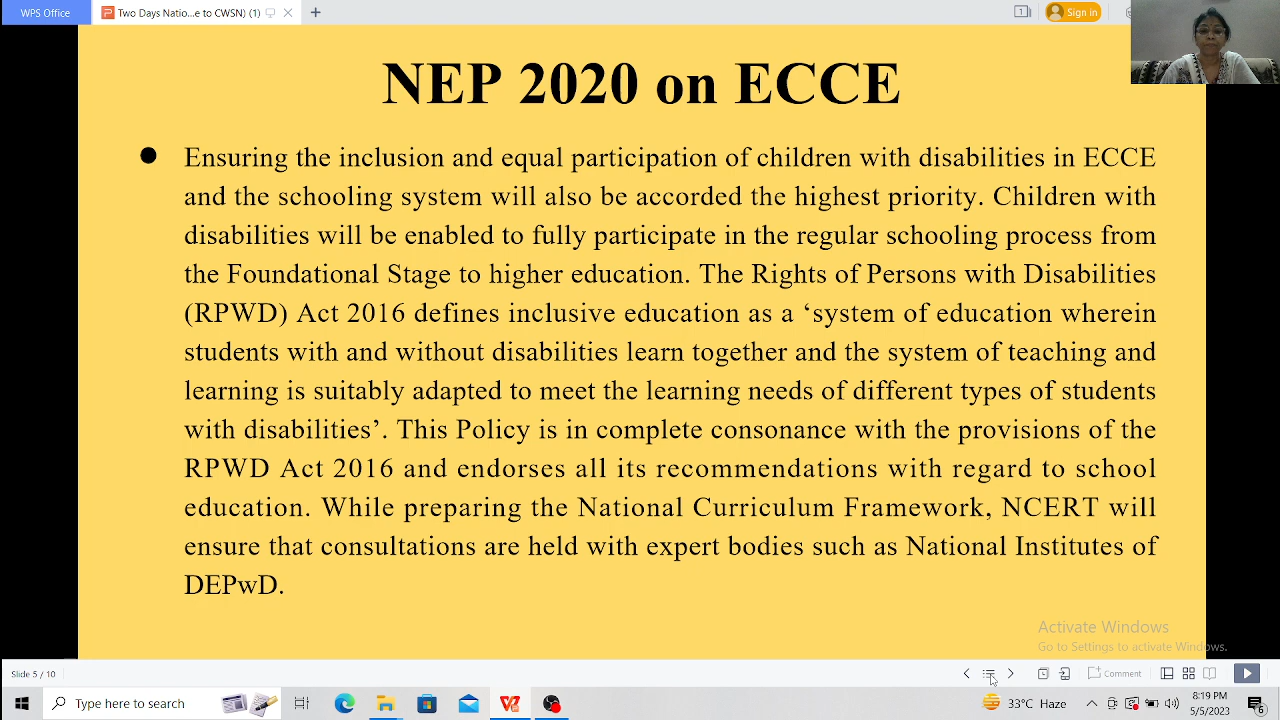 WPS Office
Two Days Natio...e to CWSN) (1)
1
Sign in
NEP 2020 on ECCE
Ensuring the inclusion and equal participation of children with disabilities in ECCE
and the schooling system will also be accorded the highest priority. Children with
disabilities will be enabled to fully participate in the regular schooling process from
the Foundational Stage to higher education. The Rights of Persons with Disabilities
(RPWD) Act 2016 defines inclusive education as a ‘system of education wherein
students with and without disabilities learn together and the system of teaching and
learning is suitably adapted to meet the learning needs of different types of students
with disabilities’. This Policy is in complete consonance with the provisions of the
RPWD Act 2016 and endorses all its recommendations with regard to school
education. While preparing the National Curriculum Framework, NCERT will
ensure that consultations are held with expert bodies such as National Institutes of
DEPwD.
Activate Windows
Go to Settings to activate Windows.
Slide 5 / 10
Comment
Type here to search
33°C Haze
8:19 PM
5/5/2023
6